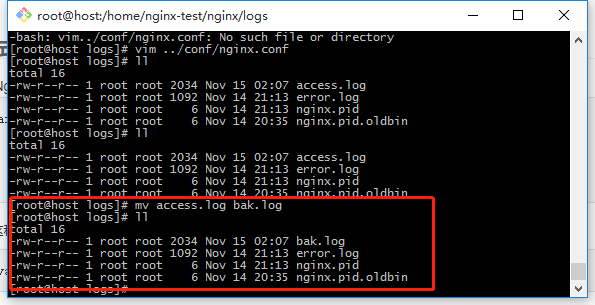 root@host:/home/nginx-test/nginx/logs
-bash: vim../conf/nginx.conf: No such file or directory
[root@host logs]# vim ../conf/nginx.conf
[root@host logs]# ll
total 16
-rw-r--r-- 1 root root 2034 Nov 15 02:07 access.log
-rw-r--r-- 1 root root 1092 Nov 14 21:13 error.log
-rw-r--r-- 1 root root    6 Nov 14 21:13 nginx.pid
-rw-r--r-- 1 root root    6 Nov 14 20:35 nginx.pid.oldbin
[root@host logs]# ll
total 16
-rw-r--r-- 1 root root 2034 Nov 15 02:07 access.log
-rw-r--r-- 1 root root 1092 Nov 14 21:13 error.log
-rw-r--r-- 1 root root    6 Nov 14 21:13 nginx.pid
-rw-r--r-- 1 root root    6 Nov 14 20:35 nginx.pid.oldbin
[root@host logs]# mv access.log bak.log
[root@host logs]# ll
total 16
-rw-r--r-- 1 root root 2034 Nov 15 02:07 bak.log
-rw-r--r-- 1 root root 1092 Nov 14 21:13 error.log
-rw-r--r-- 1 root root    6 Nov 14 21:13 nginx.pid
-rw-r--r-- 1 root root    6 Nov 14 20:35 nginx.pid.oldbin
[root@host logs]#